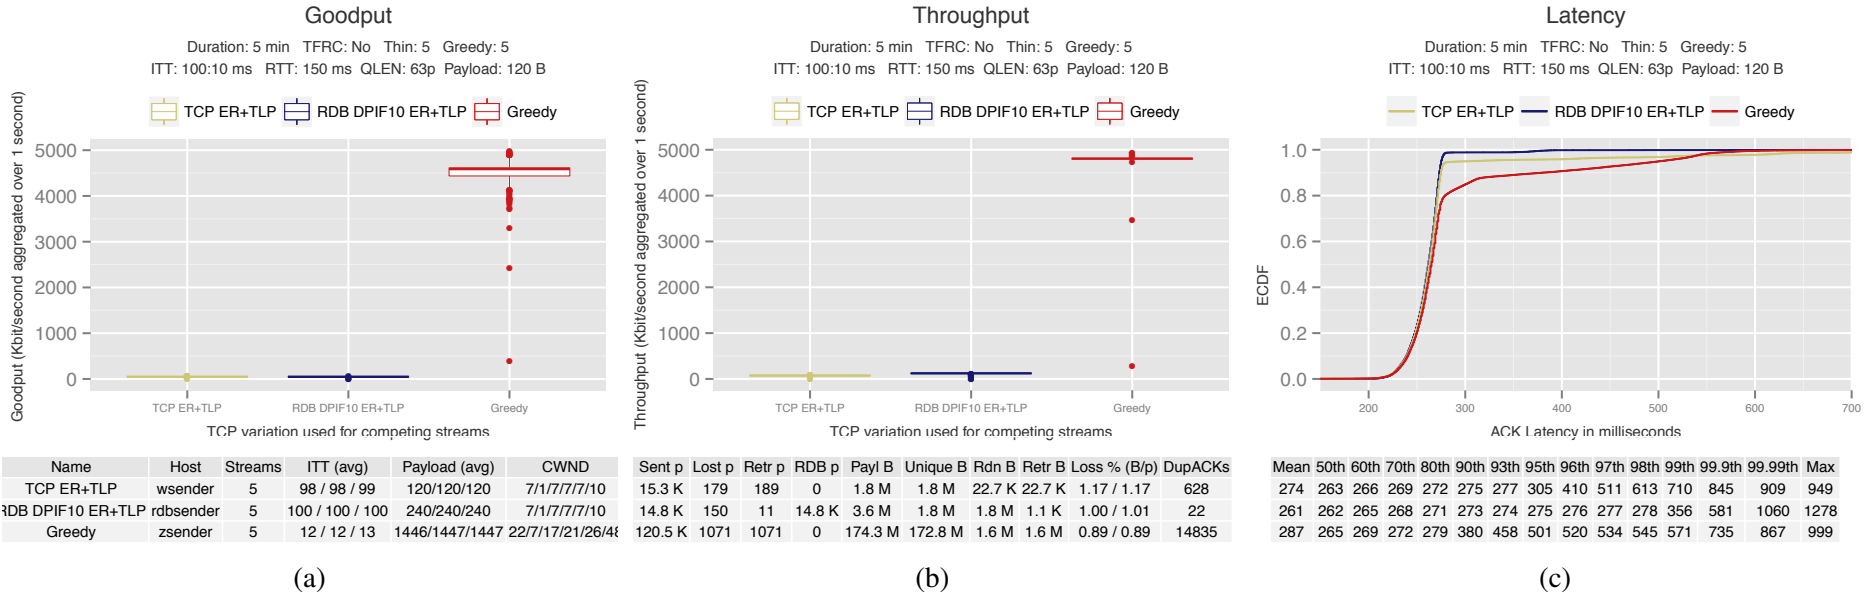 Goodput
Duration: 5 min TFRC: No Thin: 5 Greedy: 5
ITT: 100:10 ms RTT: 150 ms QLEN: 63p Payload: 120 B
TCP ER+TLP RDB DPIF10 ER+TLP Greedy
Goodput (Kbit/second aggregated over 1 second)
5000
4000
3000
2000
1000
0
TCP ER+TLP RDB DPIF10 ER+TLP Greedy
TCP variation used for competing streams
Name Host Streams ITT (avg) Payload (avg) CWND
TCP ER+TLP wsender 5 98 / 98 / 99 120/120/120 7/1/7/7/7/10
RDB DPIF10 ER+TLP rdbsender 5 100 / 100 / 100 240/240/240 7/1/7/7/7/10
Greedy zsender 5 12 / 12 / 13 1446/1447/1447 22/7/17/21/26/48
(a)
Throughput
Duration: 5 min TFRC: No Thin: 5 Greedy: 5
ITT: 100:10 ms RTT: 150 ms QLEN: 63p Payload: 120 B
TCP ER+TLP RDB DPIF10 ER+TLP Greedy
Throughput (Kbit/second aggregated over 1 second)
5000
4000
3000
2000
1000
0
TCP ER+TLP RDB DPIF10 ER+TLP Greedy
TCP variation used for competing streams
Sent p Lost p Retr p RDB p Payl B Unique B Rdn B Retr B Loss % (B/p) DupACKs
15.3 K 179 189 0 1.8 M 1.8 M 22.7 K 22.7 K 1.17 / 1.17 628
14.8 K 150 11 14.8 K 3.6 M 1.8 M 1.8 M 1.1 K 1.00 / 1.01 22
120.5 K 1071 1071 0 174.3 M 172.8 M 1.6 M 1.6 M 0.89 / 0.89 14835
(b)
Latency
Duration: 5 min TFRC: No Thin: 5 Greedy: 5
ITT: 100:10 ms RTT: 150 ms QLEN: 63p Payload: 120 B
TCP ER+TLP RDB DPIF10 ER+TLP Greedy
ECDF
1.0
0.8
0.6
0.4
0.2
0.0
200 300 400 500 600 700
ACK Latency in milliseconds
Mean 50th 60th 70th 80th 90th 93th 95th 96th 97th 98th 99th 99.9th 99.99th Max
274 263 266 269 272 275 277 305 410 511 613 710 845 909 949
261 262 265 268 271 273 274 275 276 277 278 356 581 1060 1278
287 265 269 272 279 380 458 501 520 534 545 571 735 867 999
(c)